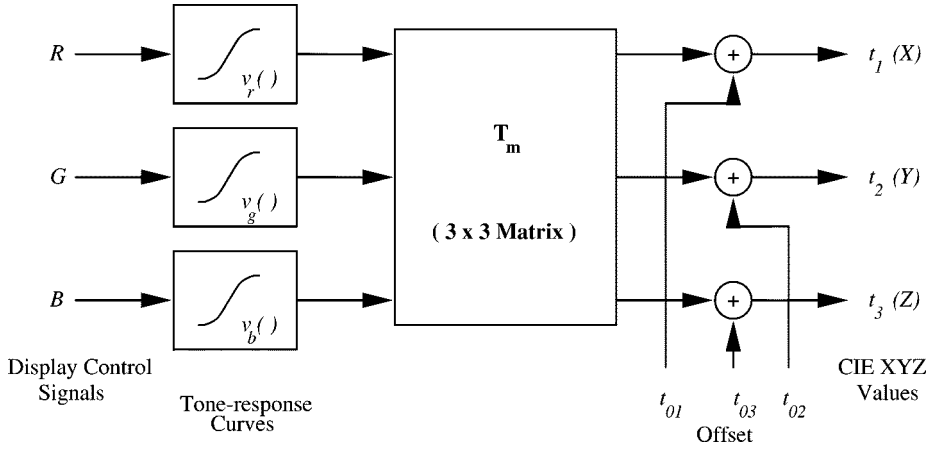 R
v_r ( )
+
t_1 (X)
T_m
G
v_g ( )
+
t_2 (Y)
( 3 x 3 Matrix )
B
v_b ( )
+
t_3 (Z)
Display Control
Signals
Tone-response
Curves
t_01
t_03
t_02
Offset
CIE XYZ
Values